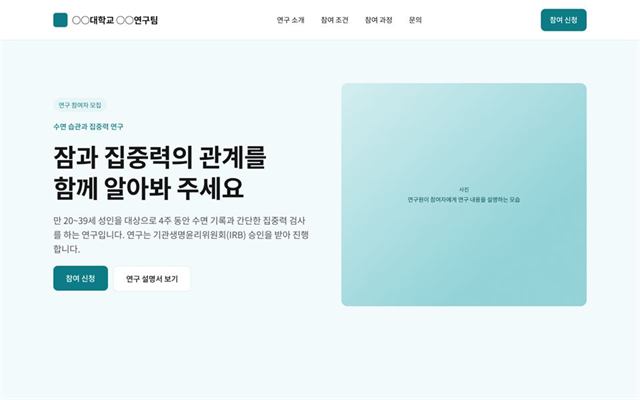 ○○대학교 ○○연구팀
연구 소개
참여 조건
참여 과정
문의
참여 신청
연구 참여자 모집
수면 습관과 집중력 연구
잠과 집중력의 관계를
함께 알아봐 주세요
만 20~39세 성인을 대상으로 4주 동안 수면 기록과 간단한 집중력 검사
를 하는 연구입니다. 연구는 기관생명윤리위원회(IRB) 승인을 받아 진행
합니다.
참여 신청
연구 설명서 보기
사진
연구원이 참여자에게 연구 내용을 설명하는 모습